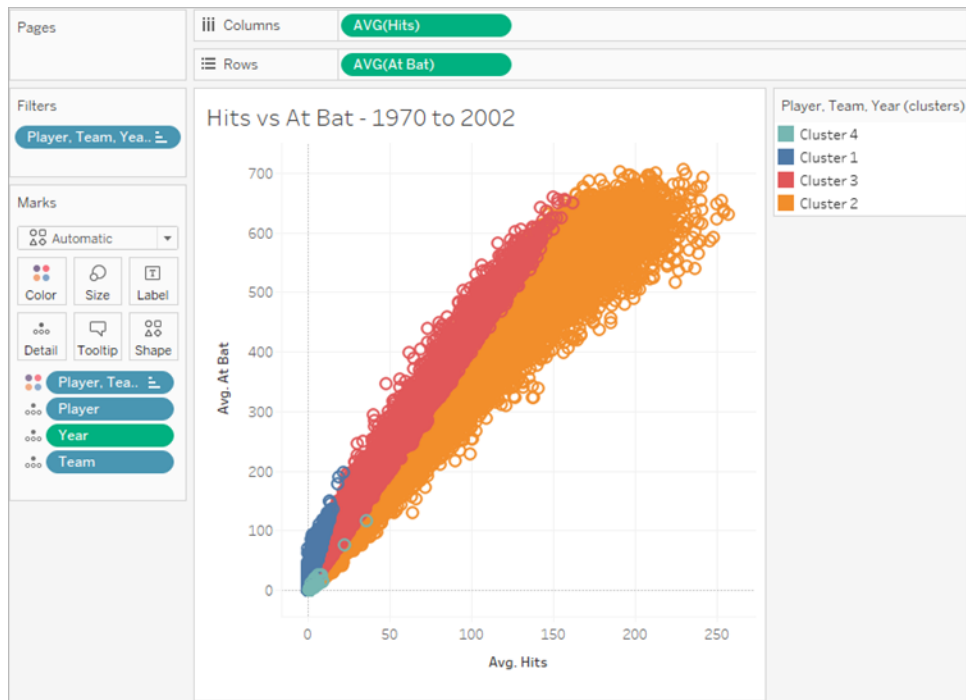 Pages
Columns
AVG(Hits)
Rows
AVG(At Bat)
Filters
Player, Team, Yea..
Marks
Automatic
Color
Size
Label
Detail
Tooltip
Shape
Player, Tea..
Player
Year
Team
Hits vs At Bat - 1970 to 2002
Avg. At Bat
700
600
500
400
300
200
100
0
0
50
100
150
200
250
Avg. Hits
Player, Team, Year (clusters)
Cluster 4
Cluster 1
Cluster 3
Cluster 2